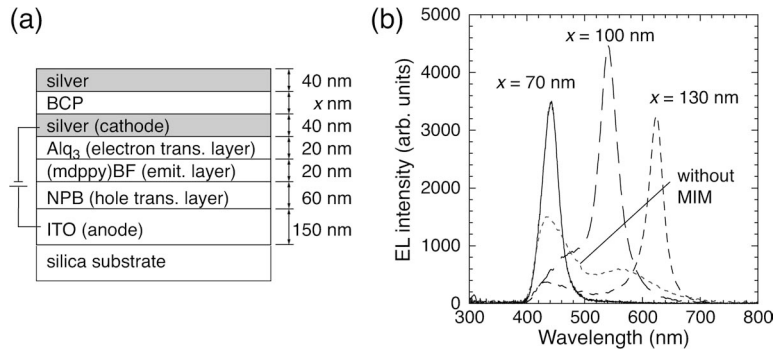 (a)
silver
40 nm
BCP
x nm
silver (cathode)
40 nm
Alq3 (electron trans. layer)
20 nm
(mdppy)BF (emit. layer)
20 nm
NPB (hole trans. layer)
60 nm
ITO (anode)
150 nm
silica substrate
(b)
5000
4000
3000
2000
1000
0
EL intensity (arb. units)
x = 100 nm
x = 70 nm
x = 130 nm
without
MIM
300 400 500 600 700 800
Wavelength (nm)